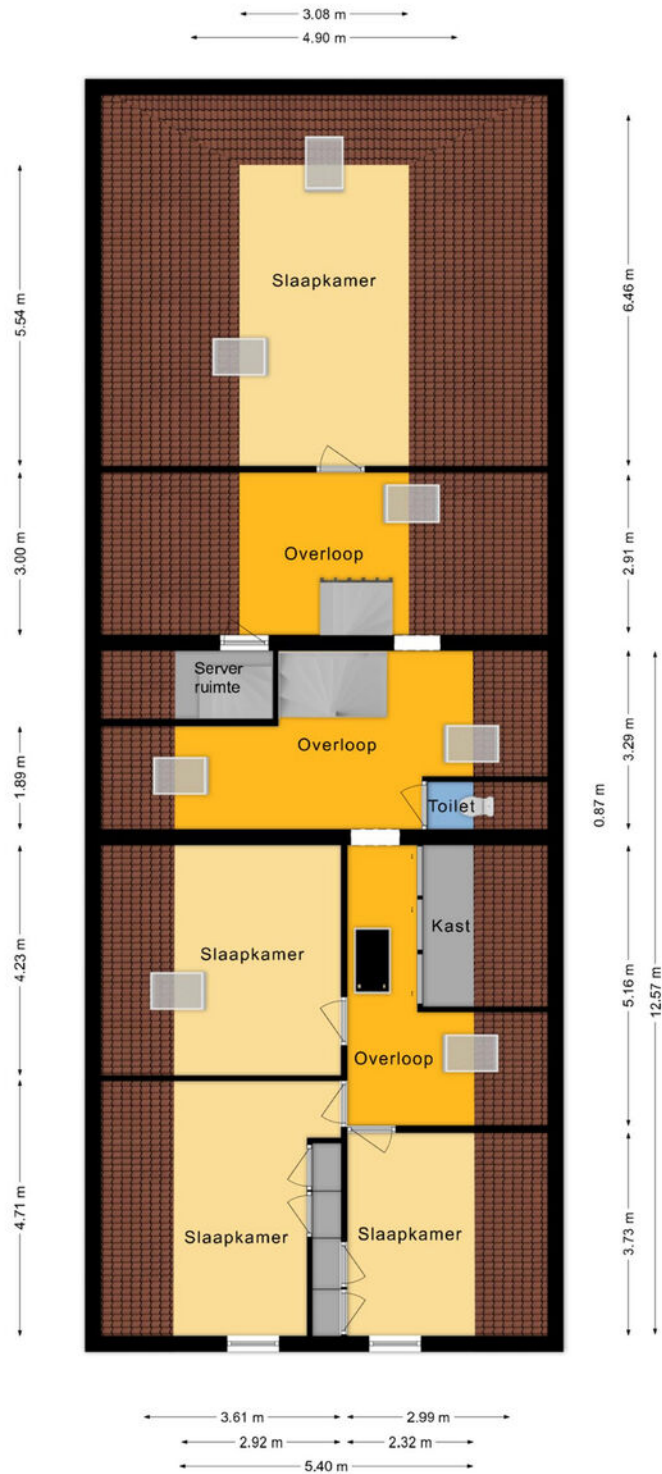 3.08 m
4.90 m
5.54 m
6.46 m
Slaapkamer
3.00 m
2.91 m
Overloop
Server
ruimte
3.29 m
Overloop
1.89 m
0.87 m
Toilet
4.23 m
Kast
Slaapkamer
5.16 m
12.57 m
Overloop
4.71 m
Slaapkamer
Slaapkamer
3.73 m
3.61 m
2.99 m
2.92 m
2.32 m
5.40 m